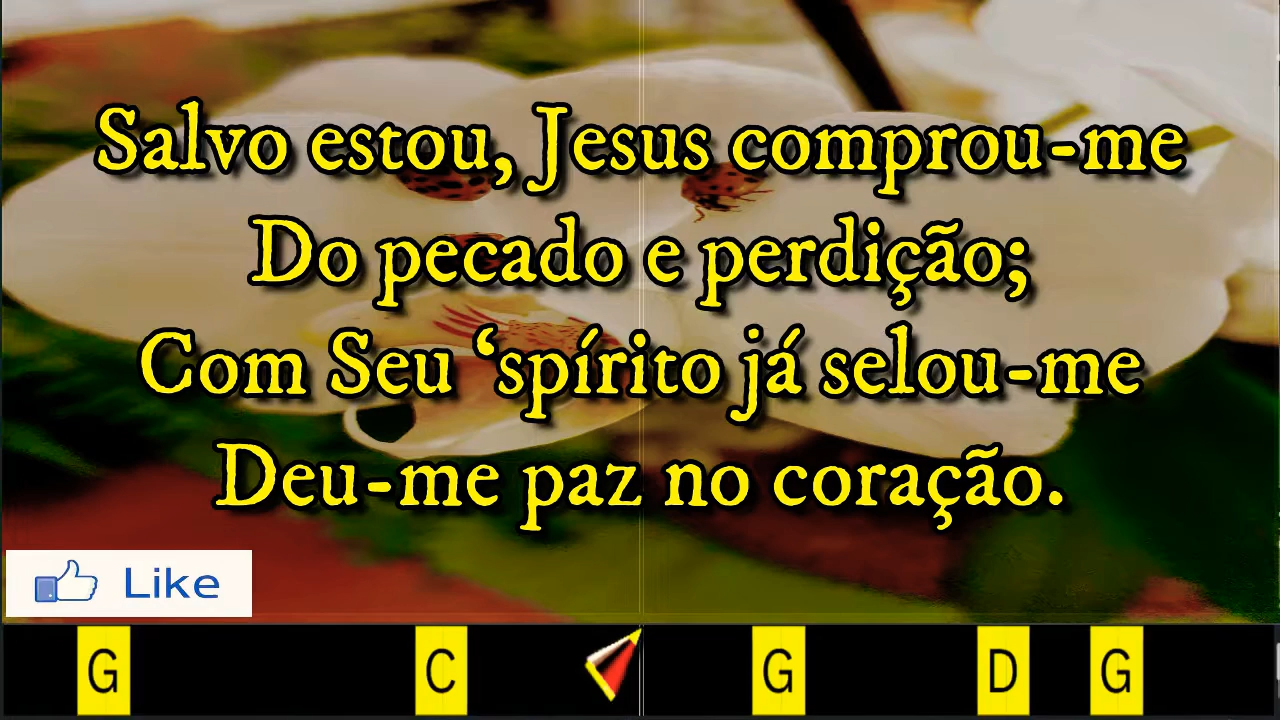 Salvo estou, Jesus comprou-me
Do pecado e perdição;
Com Seu ‘spírito já selou-me
Deu-me paz no coração.
Like
G C G D G